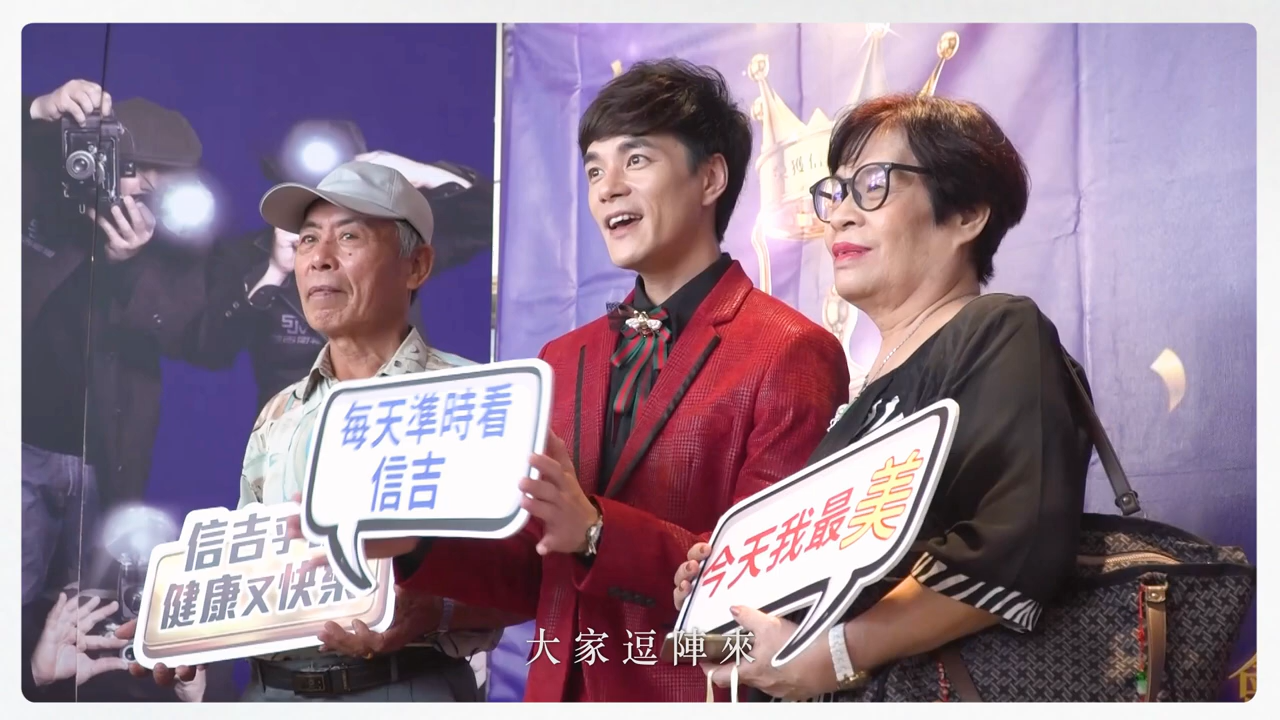 每天準時看
信吉
信吉
健康又快樂
今天我最美
大家逗陣來